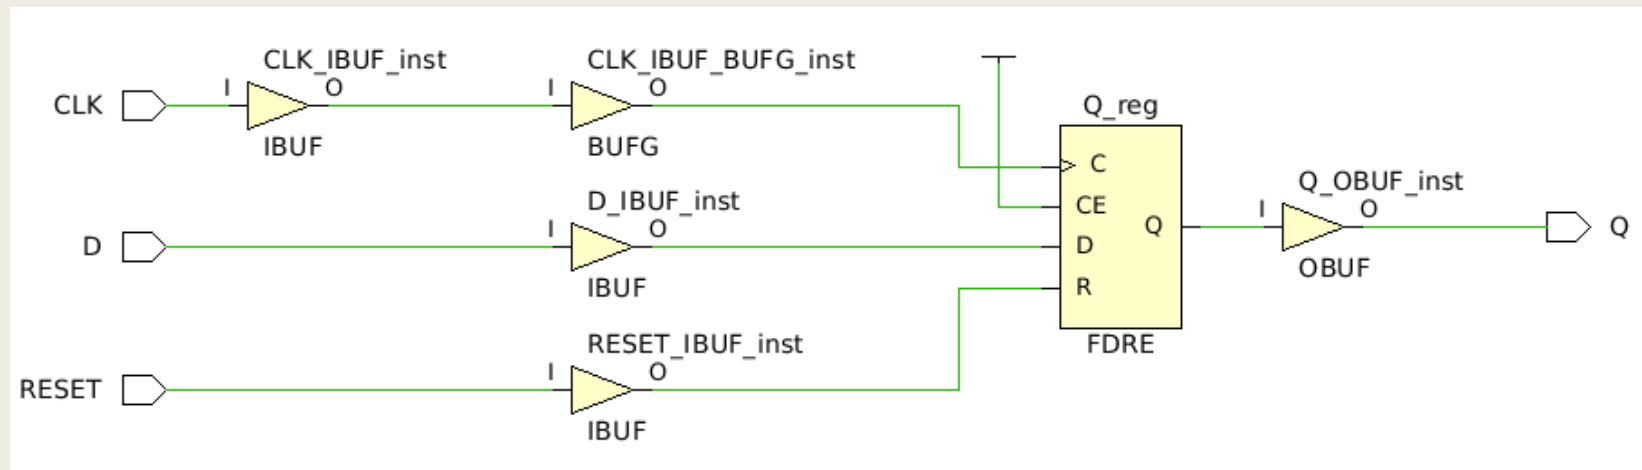 CLK_IBUF_inst
CLK_IBUF_BUFG_inst
I
O
I
O
CLK
Q_reg
IBUF
BUFG
C
D_IBUF_inst
Q_OBUF_inst
CE
I
O
I
O
Q
Q
D
D
OBUF
IBUF
R
RESET_IBUF_inst
FDRE
I
O
RESET
IBUF